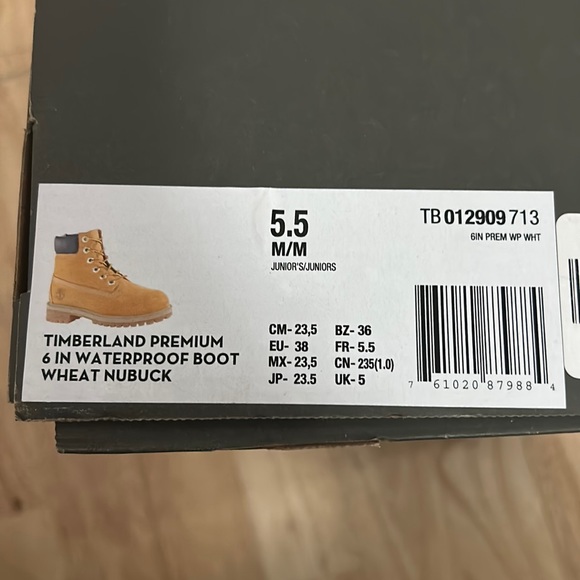 5.5
M/M
JUNIOR'S/JUNIORS
TB 012909 713
6IN PREM WP WHT
TIMBERLAND PREMIUM
6 IN WATERPROOF BOOT
WHEAT NUBUCK
CM- 23,5 BZ- 36
EU- 38 FR- 5.5
MX- 23,5 CN- 235(1.0)
JP- 23.5 UK- 5
7 61020 87988 4